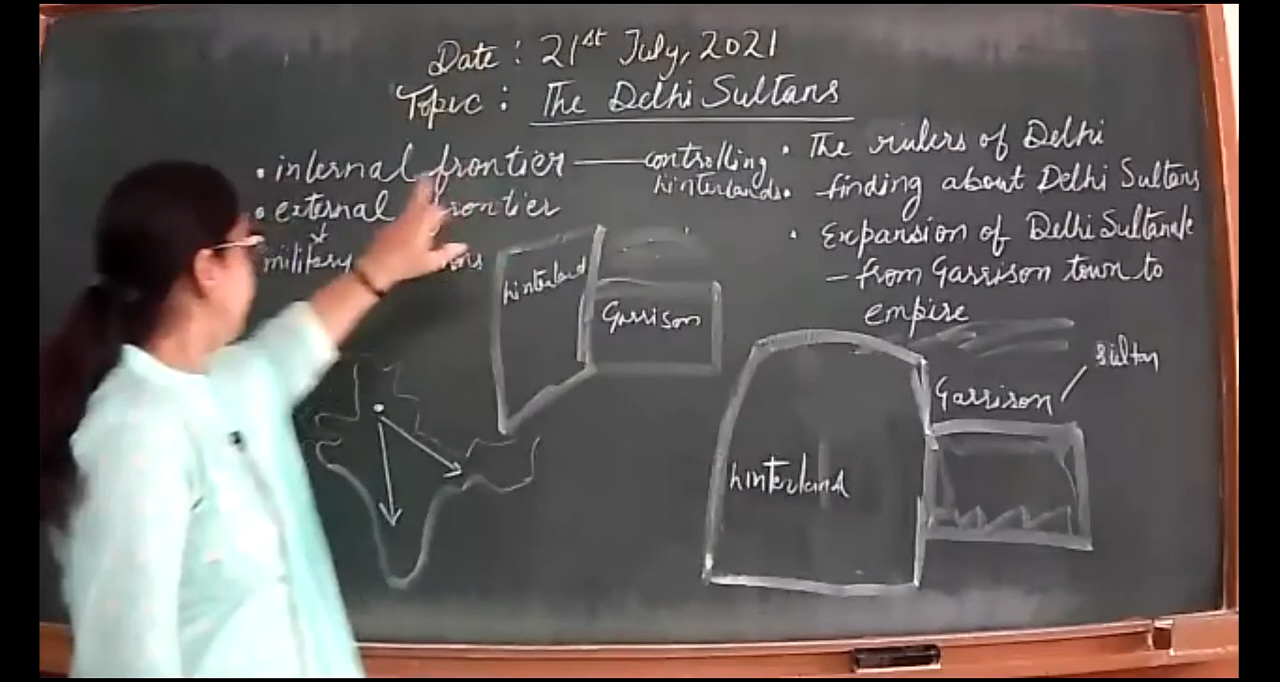 Date : 21st July, 2021
Topic : The Delhi Sultans
• internal frontier — controlling hinterlands
• external frontier
military
• The rulers of Delhi
• finding about Delhi Sultans
• Expansion of Delhi Sultanate
– from Garrison town to
empire
hinterland
Garrison
hinterland
Garrison
Sultan